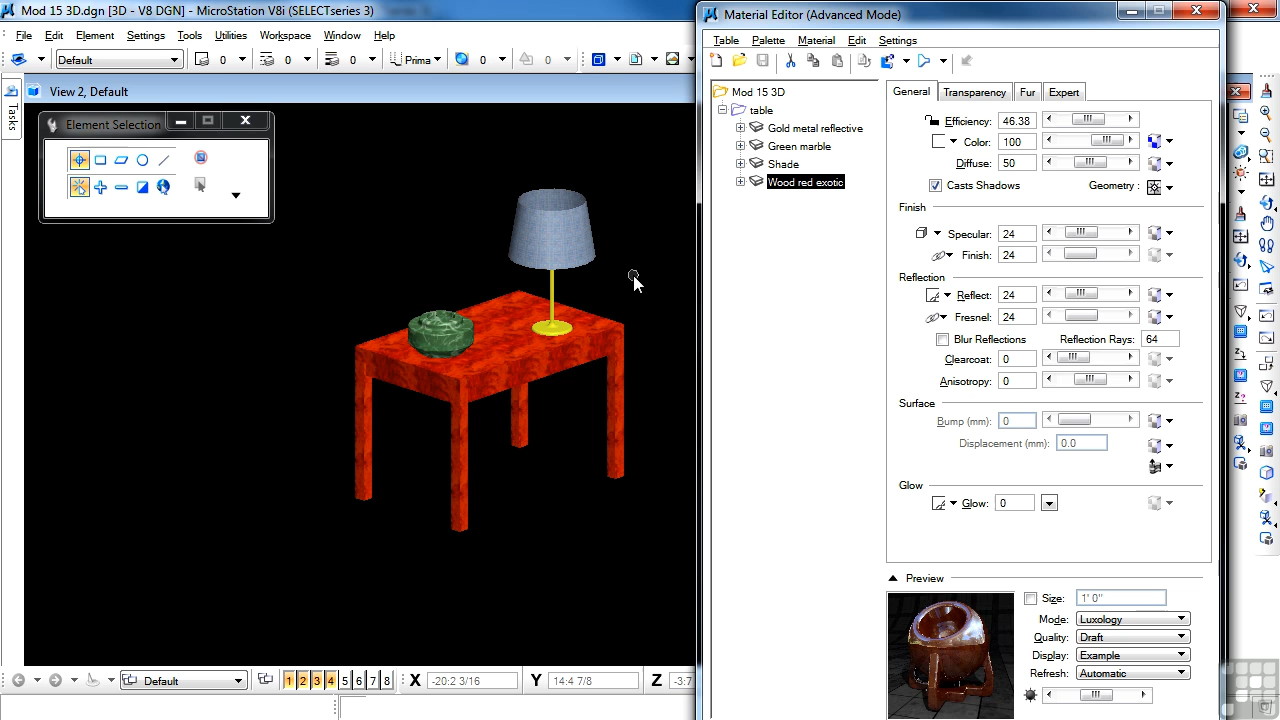 Mod 15 3D.dgn [3D - V8 DGN] - MicroStation V8i (SELECTseries 3)
File Edit Element Settings Tools Utilities Workspace Window Help
Default 0 0 0 Prima 0 0
View 2, Default
Tasks
Element Selection
Default 1 2 3 4 5 6 7 8 X -20:2 3/16 Y 14:4 7/8 Z -3:7
Material Editor (Advanced Mode)
Table Palette Material Edit Settings
Mod 15 3D
table
Gold metal reflective
Green marble
Shade
Wood red exotic
General Transparency Fur Expert
Efficiency: 46.38
Color: 100
Diffuse: 50
Casts Shadows Geometry :
Finish
Specular: 24
Finish: 24
Reflection
Reflect: 24
Fresnel: 24
Blur Reflections Reflection Rays: 64
Clearcoat: 0
Anisotropy: 0
Surface
Bump (mm): 0
Displacement (mm): 0.0
Glow
Glow: 0
Preview
Size: 1' 0"
Mode: Luxology
Quality: Draft
Display: Example
Refresh: Automatic